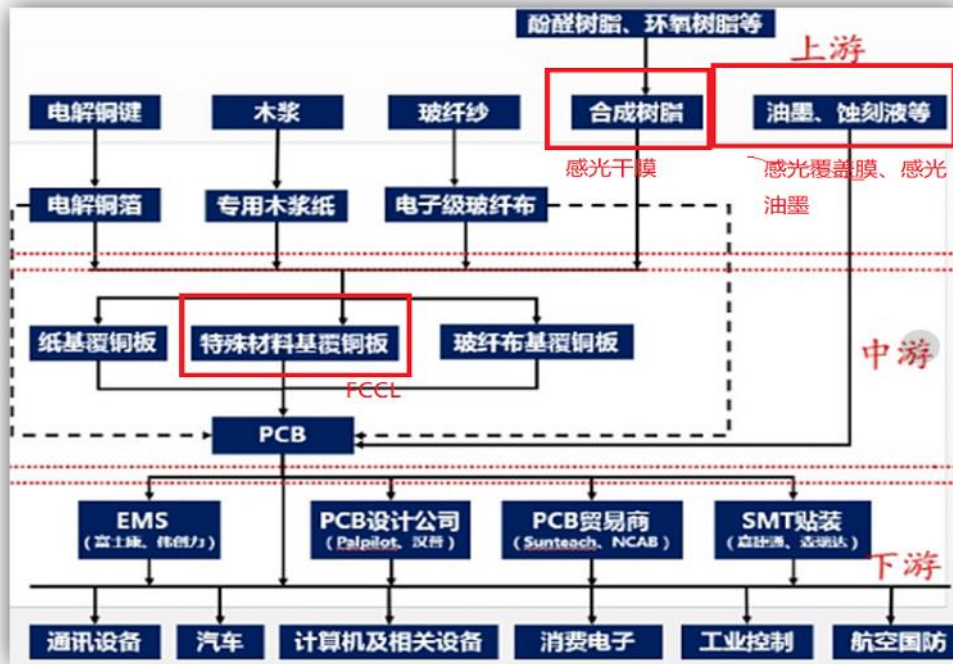 酚醛树脂、环氧树脂等
上游
电解铜键
木浆
玻纤纱
合成树脂
油墨、蚀刻液等
感光干膜
感光覆盖膜、感光
油墨
电解铜箔
专用木浆纸
电子级玻纤布
纸基覆铜板
特殊材料基覆铜板
玻纤布基覆铜板
中游
FCCL
PCB
EMS
(富士康、伟创力)
PCB设计公司
(Palpilot、汉普)
PCB贸易商
(Sunteach、NCAB)
SMT贴装
下游
通讯设备
汽车
计算机及相关设备
消费电子
工业控制
航空国防